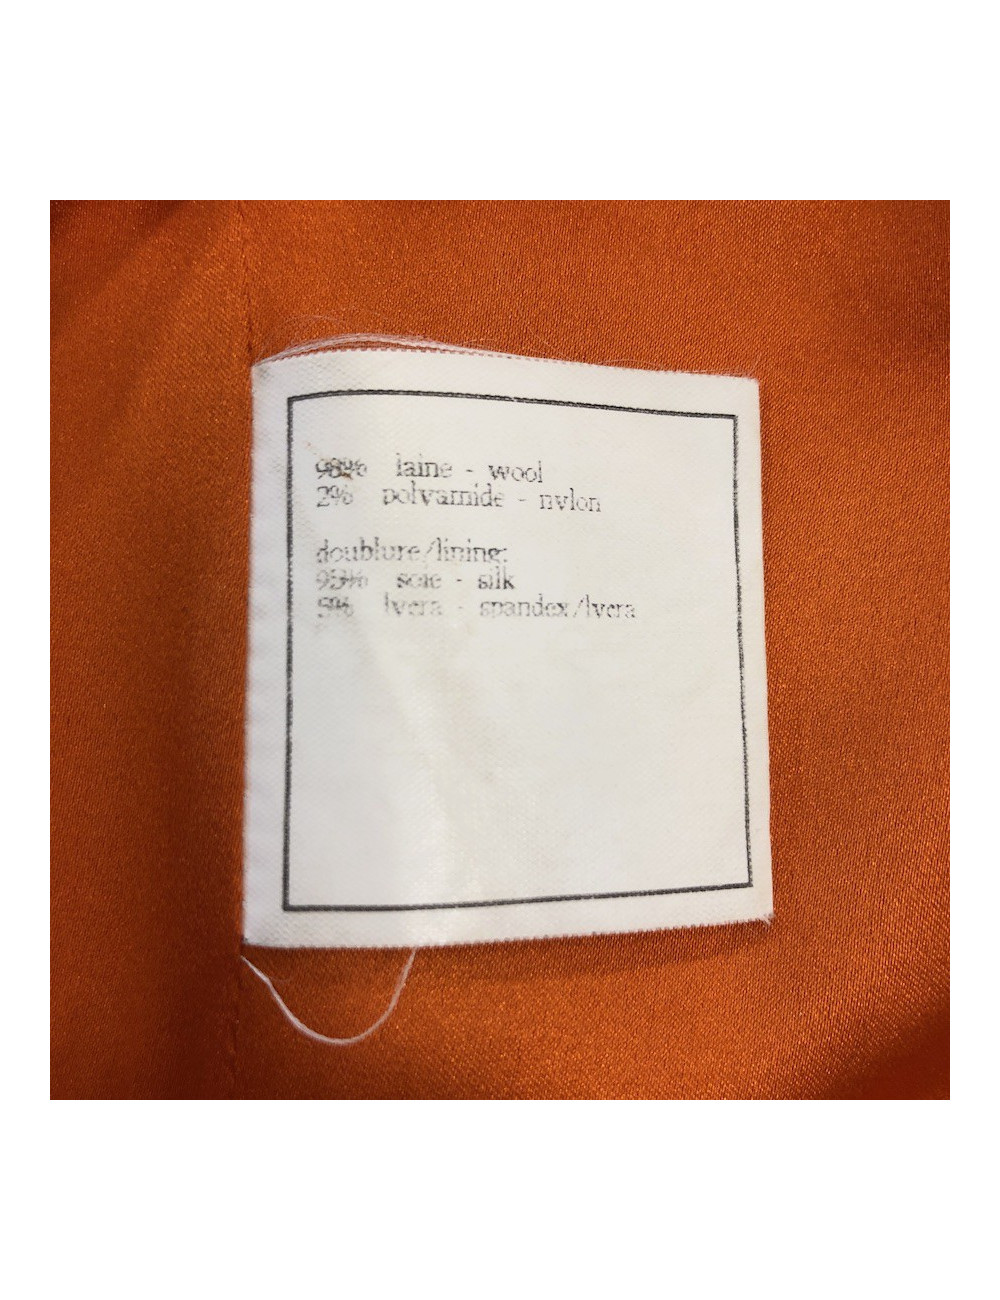 98% laine - wool
2% polyamide - nylon
doublure/lining:
95% soie - silk
5% lycra - spandex/lycra